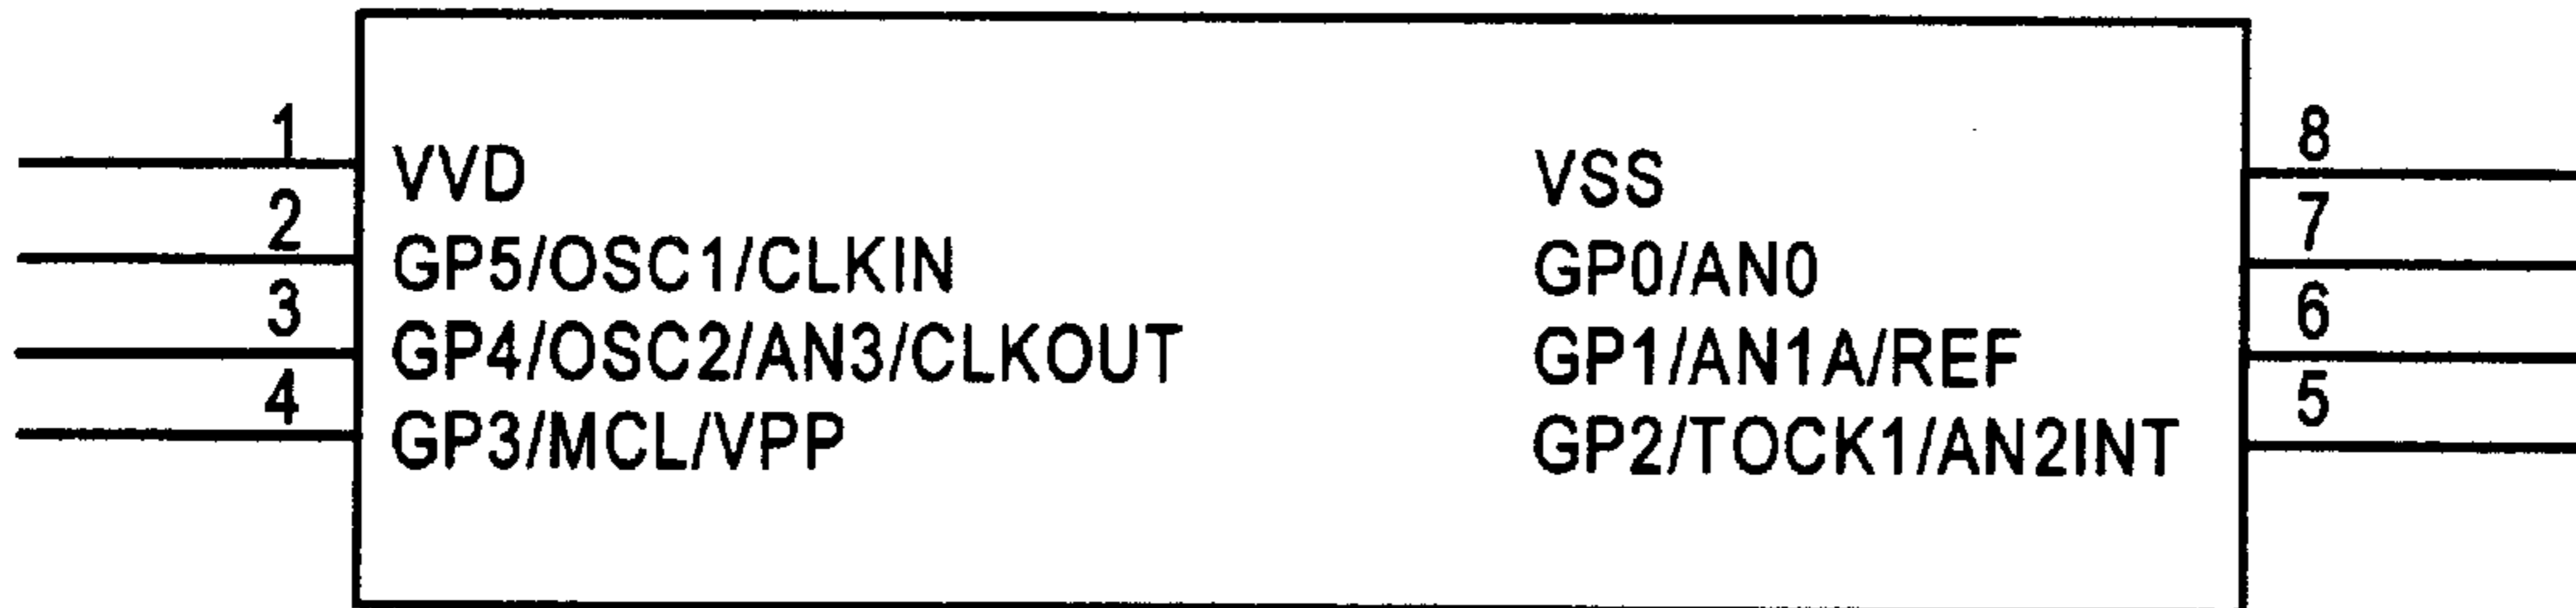 1 VVD VSS 8
2 GP5/OSC1/CLKIN GP0/AN0 7
3 GP4/OSC2/AN3/CLKOUT GP1/AN1A/REF 6
4 GP3/MCL/VPP GP2/TOCK1/AN2INT 5